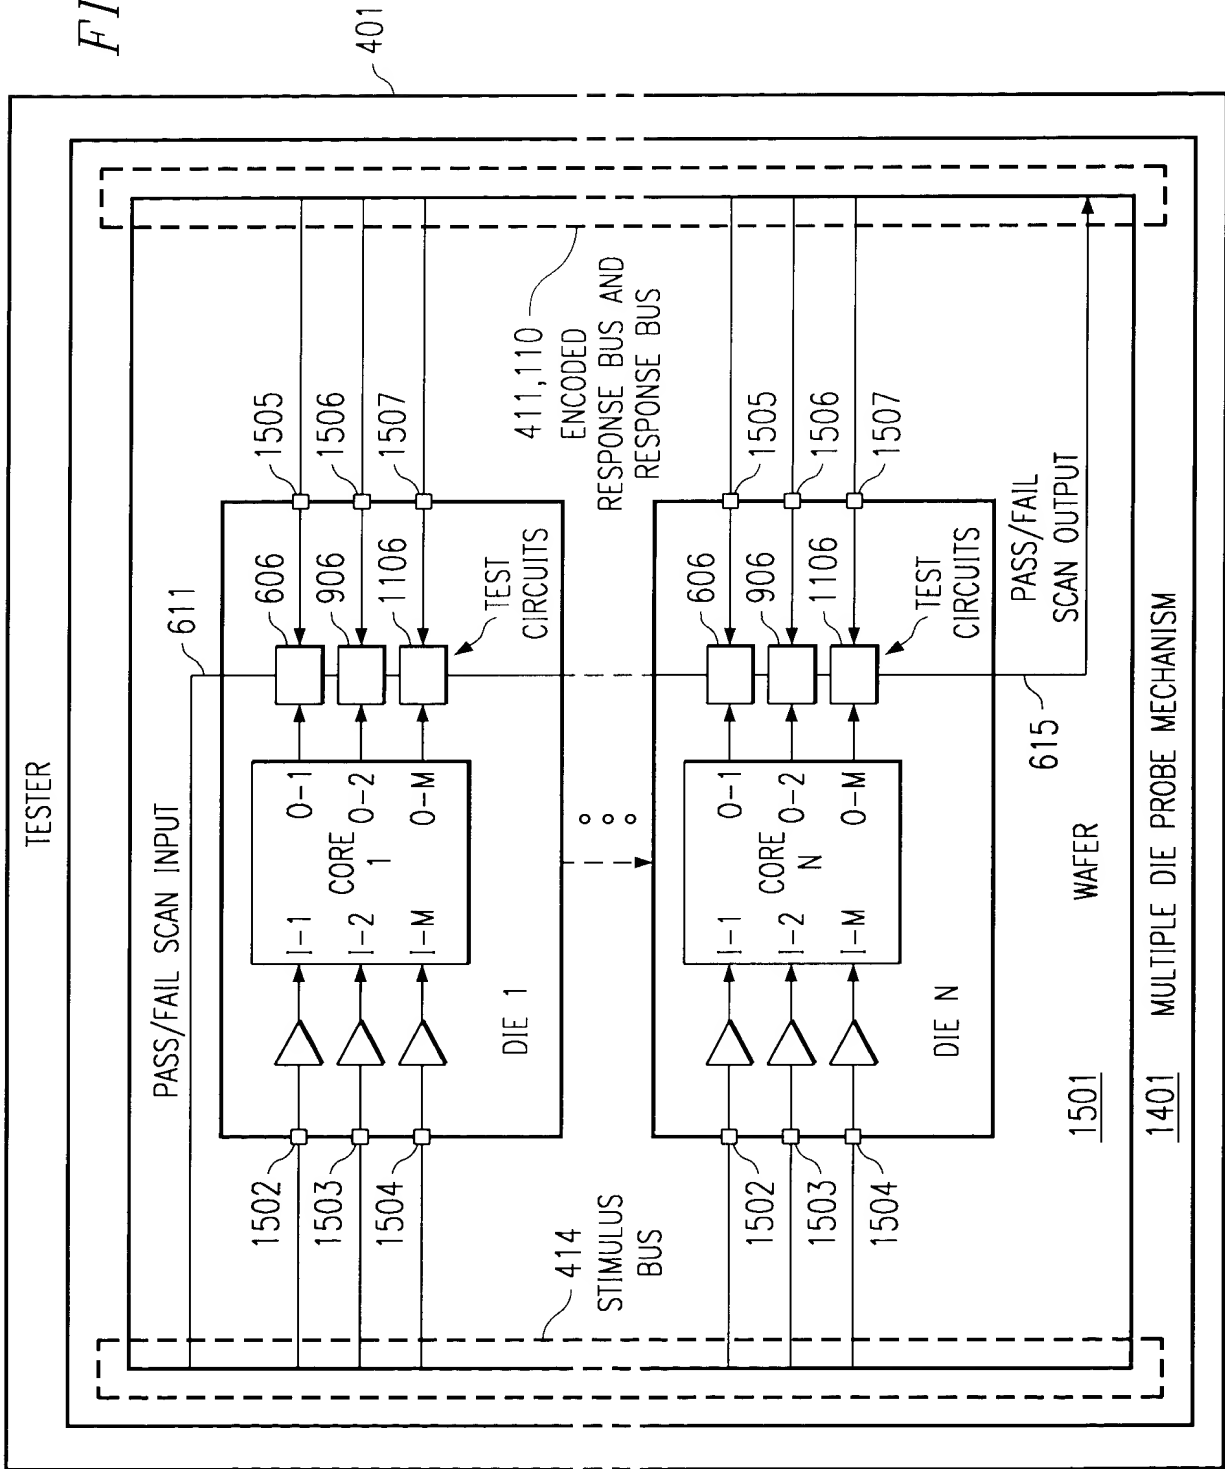 FI
401
TESTER
PASS/FAIL SCAN INPUT
611
1502
1503
1504
I-1
I-2
I-M
CORE
1
O-1
O-2
O-M
606
906
1106
1505
1506
1507
DIE 1
TEST
CIRCUITS
414
STIMULUS
BUS
411,110
ENCODED
RESPONSE BUS AND
RESPONSE BUS
1502
1503
1504
I-1
I-2
I-M
CORE
N
O-1
O-2
O-M
606
906
1106
1505
1506
1507
DIE N
TEST
CIRCUITS
615
PASS/FAIL
SCAN OUTPUT
1501
WAFER
1401
MULTIPLE DIE PROBE MECHANISM